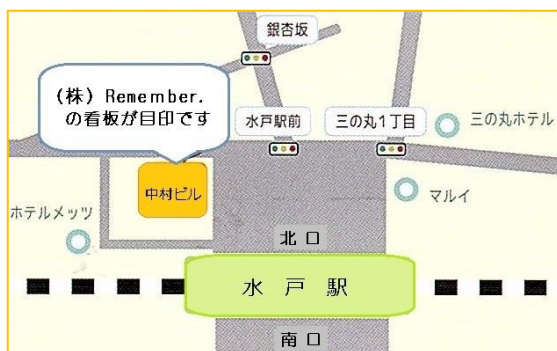 銀杏坂
(株) Remember.
の看板が目印です
水戸駅前
三の丸1丁目
三の丸ホテル
中村ビル
マルイ
ホテルメッツ
北口
水戸駅
南口